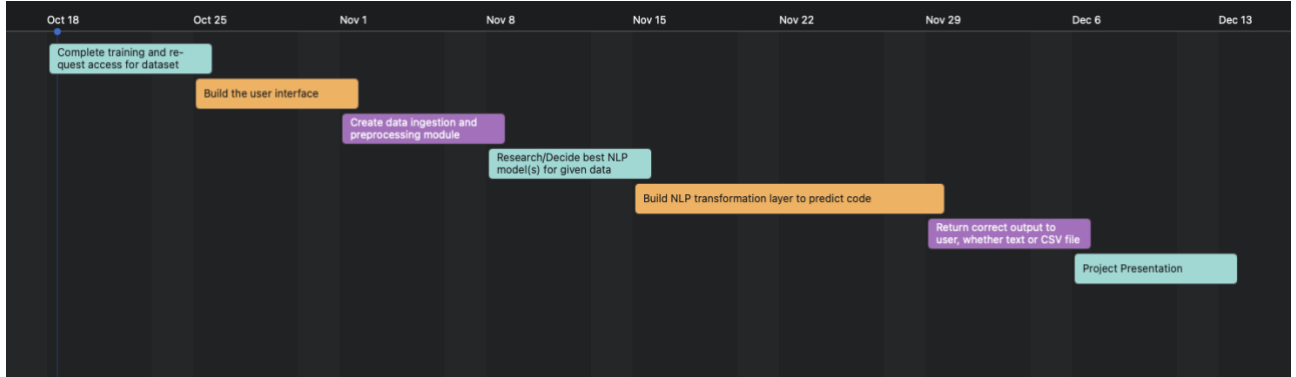 Oct 18 Oct 25 Nov 1 Nov 8 Nov 15 Nov 22 Nov 29 Dec 6 Dec 13
Complete training and re-
quest access for dataset
Build the user interface
Create data ingestion and
preprocessing module
Research/Decide best NLP
model(s) for given data
Build NLP transformation layer to predict code
Return correct output to
user, whether text or CSV file
Project Presentation